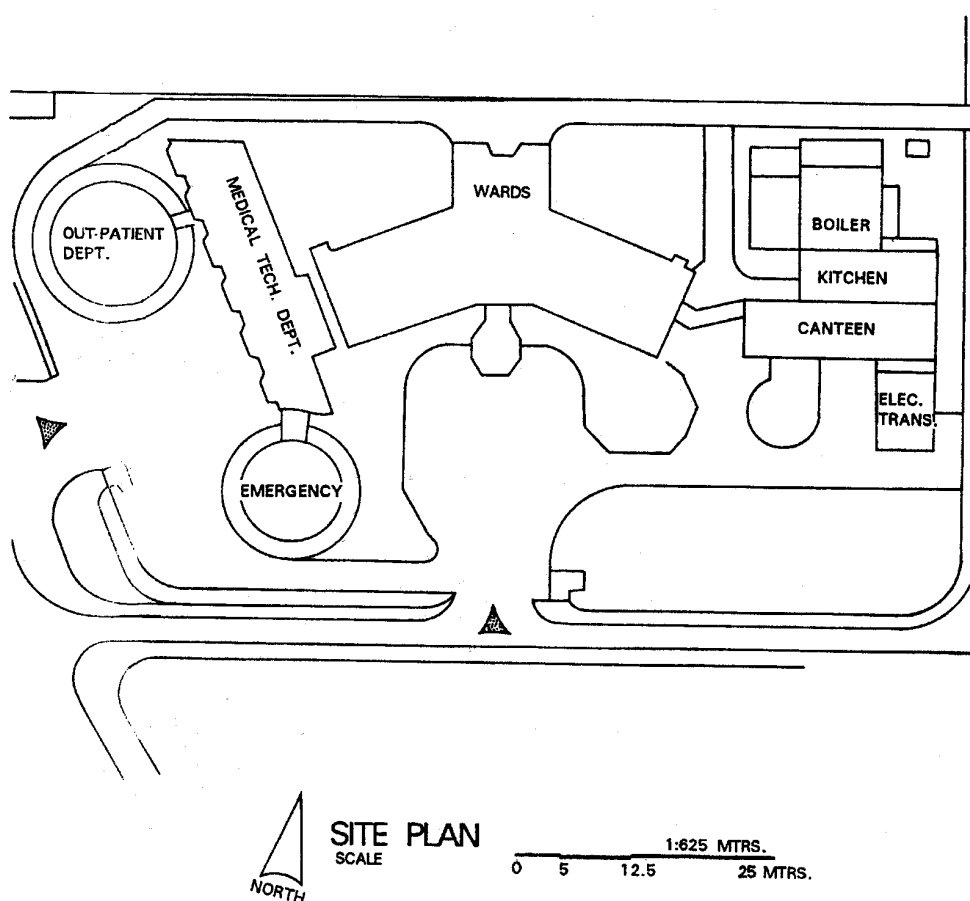 WARDS
MEDICAL TECH. DEPT.
OUT-PATIENT
DEPT.
BOILER
KITCHEN
CANTEEN
ELEC.
TRANS.
EMERGENCY
SITE PLAN
SCALE
NORTH
1:625 MTRS.
0 5 12.5 25 MTRS.